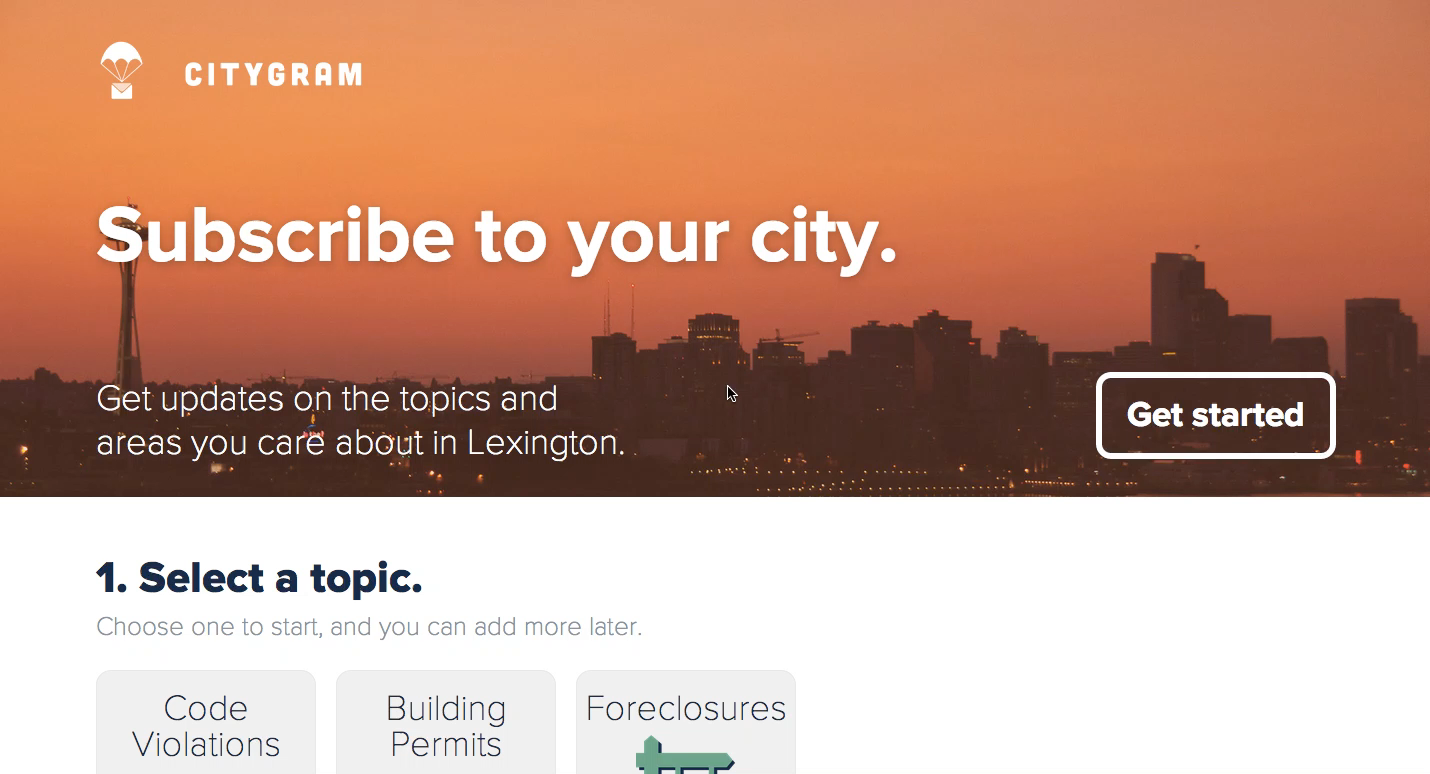 CITYGRAM
Subscribe to your city.
Get updates on the topics and
areas you care about in Lexington.
Get started
1. Select a topic.
Choose one to start, and you can add more later.
Code
Violations
Building
Permits
Foreclosures